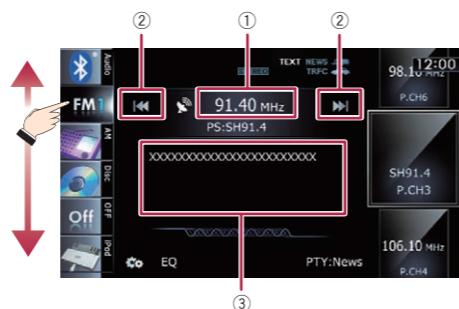 ② ① ②
Audio
TEXT NEWS
STEREO TRFC
12:00
98.10 MHz
P.CH6
FM1
91.40 MHz
PS:SH91.4
AM
XXXXXXXXXXXXXXXXXXXXXXXX
Disc
SH91.4
P.CH3
Off
OFF
iPod
106.10 MHz
P.CH4
EQ
PTY:News
③